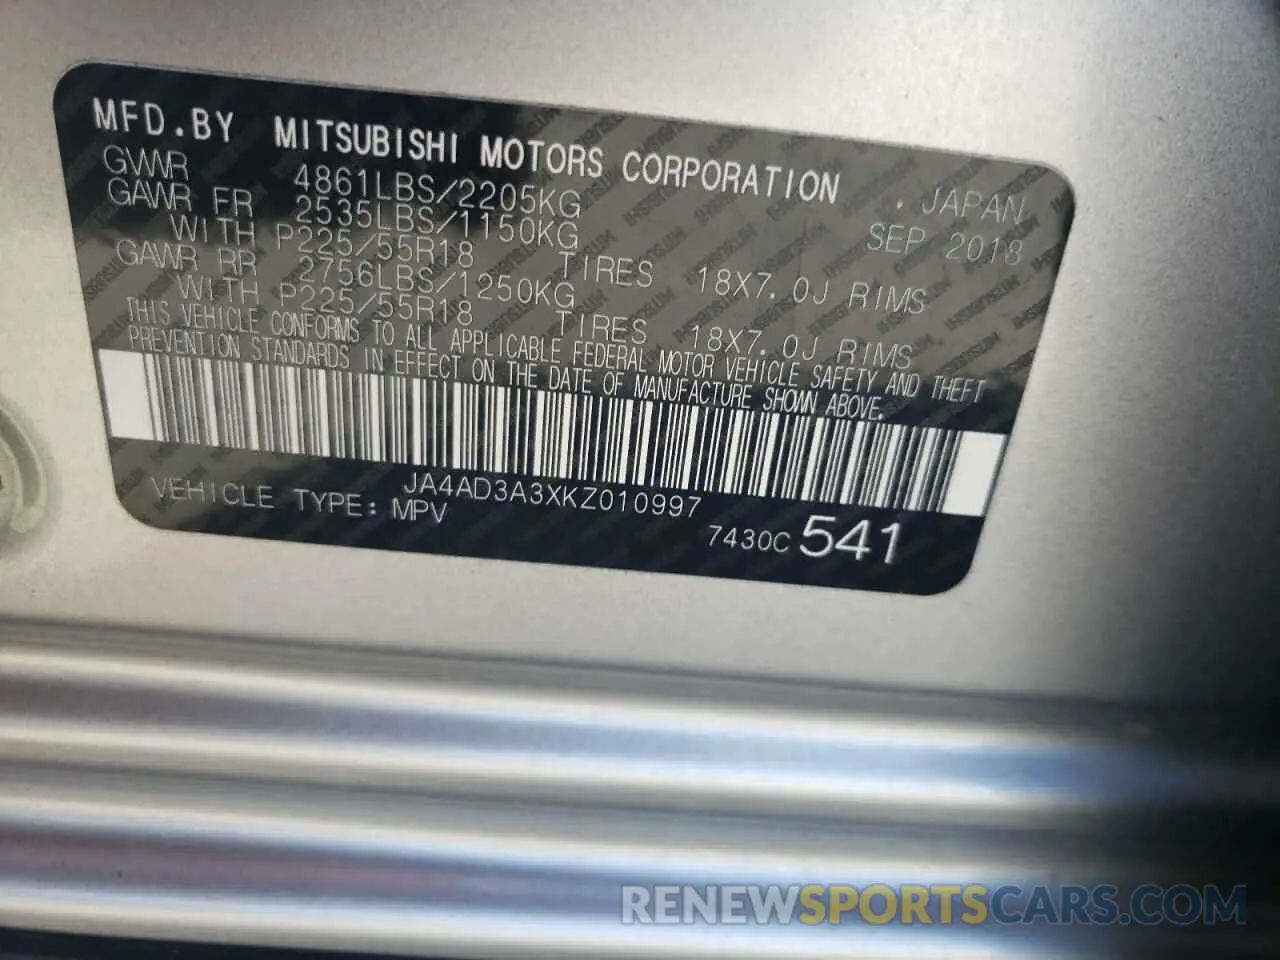 MFD.BY MITSUBISHI MOTORS CORPORATION , JAPAN
GVWR 4861LBS/2205KG SEP 2018
GAWR FR 2535LBS/1150KG
WITH P225/55R18 TIRES 18X7.0J RIMS
GAWR RR 2756LBS/1250KG
WITH P225/55R18 TIRES 18X7.0J RIMS
THIS VEHICLE CONFORMS TO ALL APPLICABLE FEDERAL MOTOR VEHICLE SAFETY AND THEFT
PREVENTION STANDARDS IN EFFECT ON THE DATE OF MANUFACTURE SHOWN ABOVE.
JA4AD3A3XKZ010997
VEHICLE TYPE: MPV
7430C 541
RENEWSPORTSCARS.COM